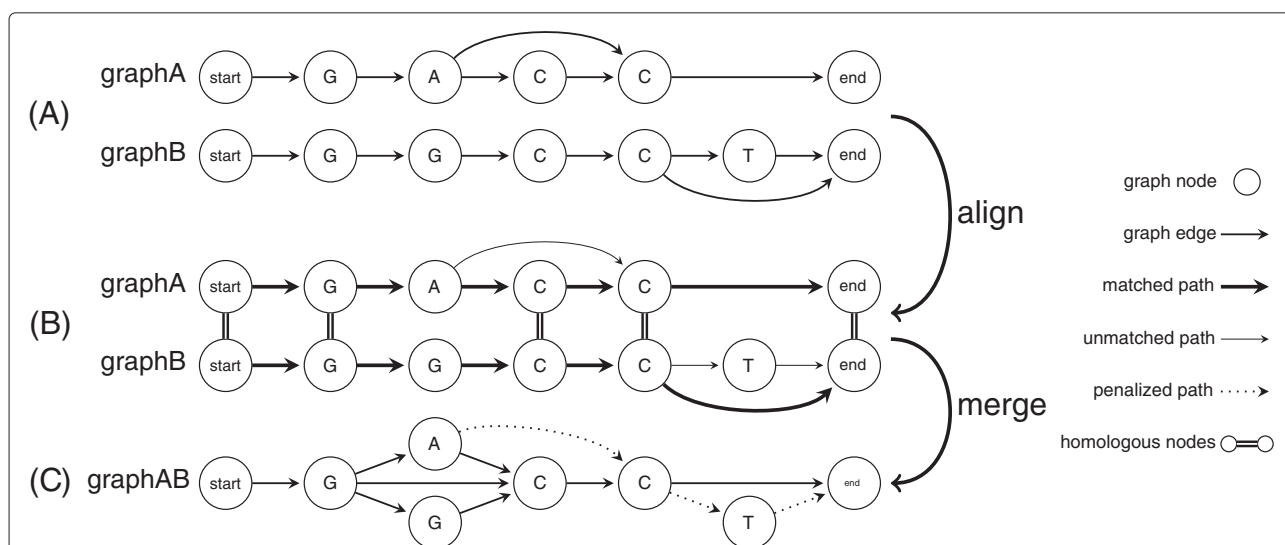 graphA start G A C C end
(A)
graphB start G G C C T end
align
graphA start G A C C end
(B)
graphB start G G C C T end
merge
A
(C) graphAB start G C C end
G T
graph node
graph edge
matched path
unmatched path
penalized path
homologous nodes